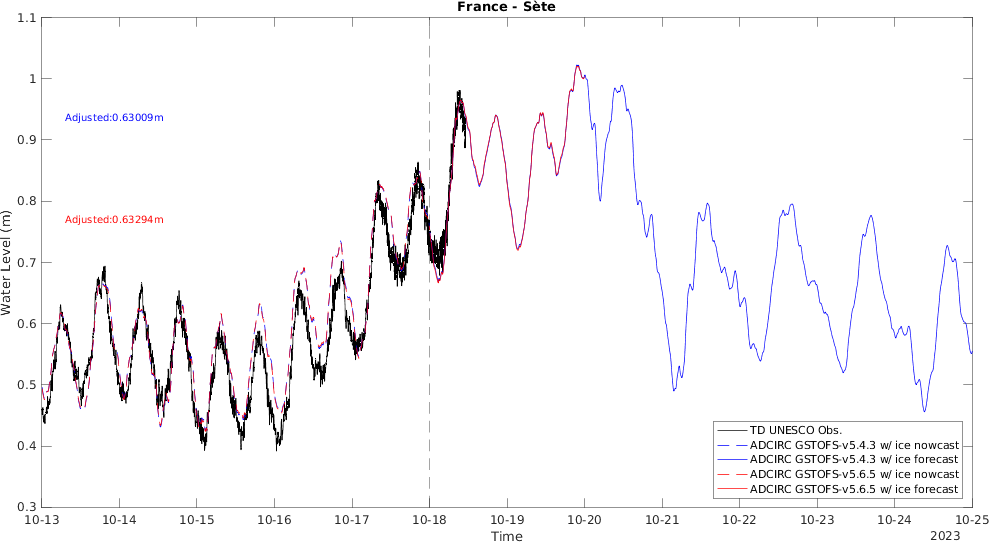 France - Sète
1.1
1
0.9
0.8
0.7
0.6
0.5
0.4
0.3
Water Level (m)
Adjusted:0.63009m
Adjusted:0.63294m
TD UNESCO Obs.
ADCIRC GSTOFS-v5.4.3 w/ ice nowcast
ADCIRC GSTOFS-v5.4.3 w/ ice forecast
ADCIRC GSTOFS-v5.6.5 w/ ice nowcast
ADCIRC GSTOFS-v5.6.5 w/ ice forecast
10-13 10-14 10-15 10-16 10-17 10-18 10-19 10-20 10-21 10-22 10-23 10-24 10-25
Time
2023